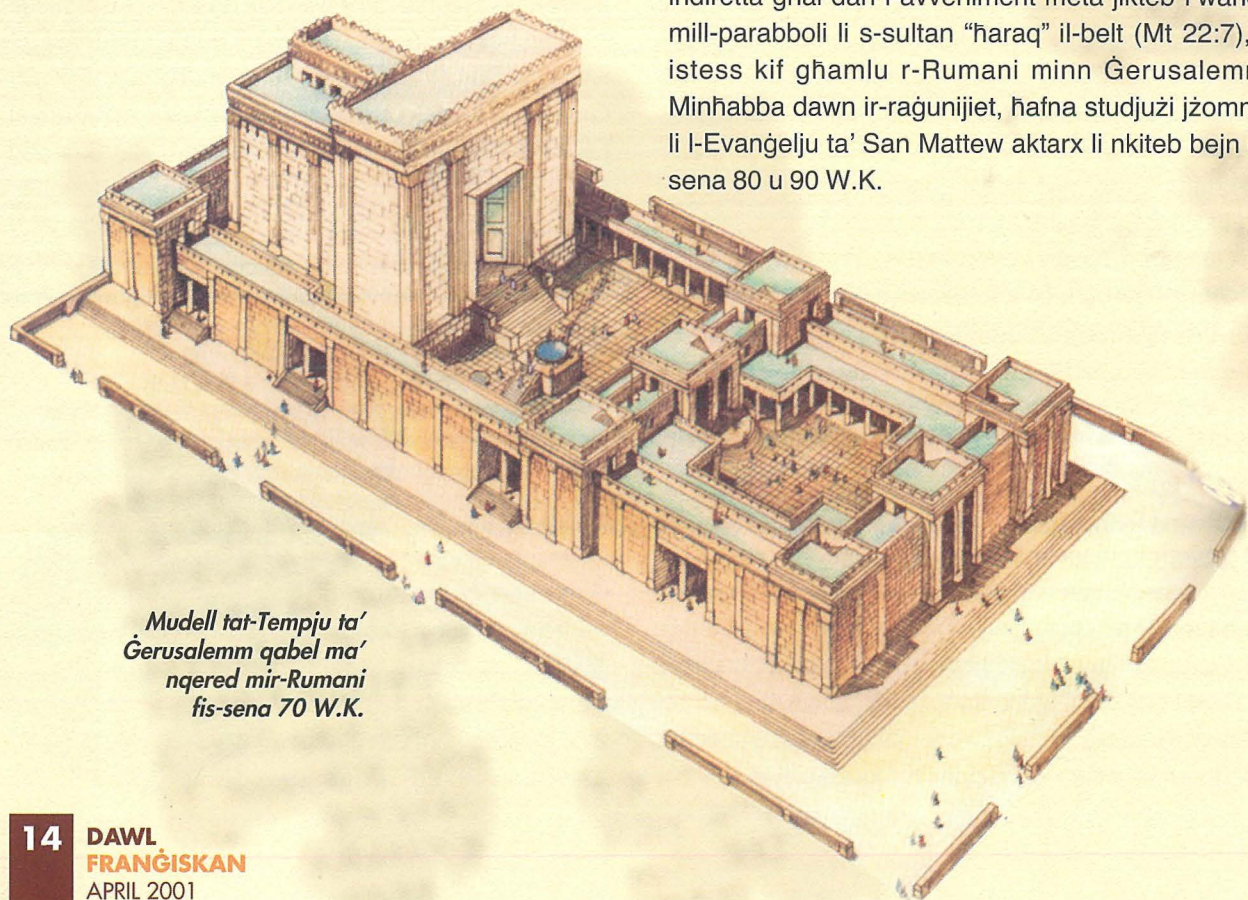 mill-parabboli li s-sultan “ħaraq” il-belt (Mt 22:7),
istess kif għamlu r-Rumani minn Ġerusalemm
Minħabba dawn ir-raġunijiet, ħafna studjużi jżomm
li l-Evanġelju ta’ San Mattew aktarx li nkiteb bejn
sena 80 u 90 W.K.
Mudell tat-Tempju ta’
Ġerusalemm qabel ma’
nqered mir-Rumani
fis-sena 70 W.K.
14 DAWL
FRANĠISKAN
APRIL 2001